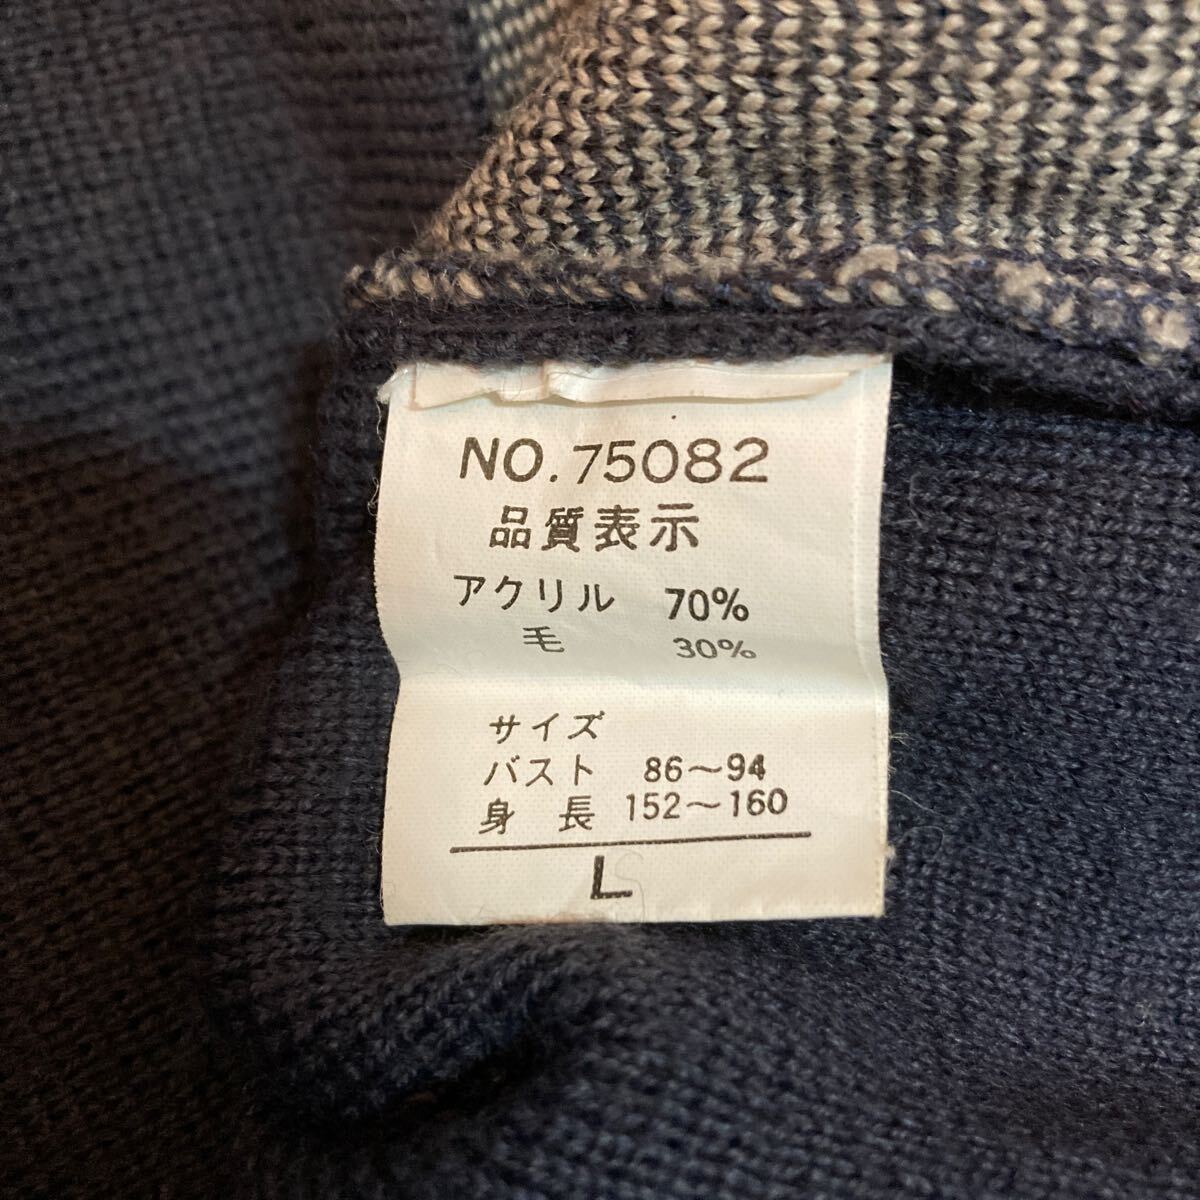 NO.75082
品質表示
アクリル 70%
毛 30%
サイズ
バスト 86〜94
身長 152〜160
L